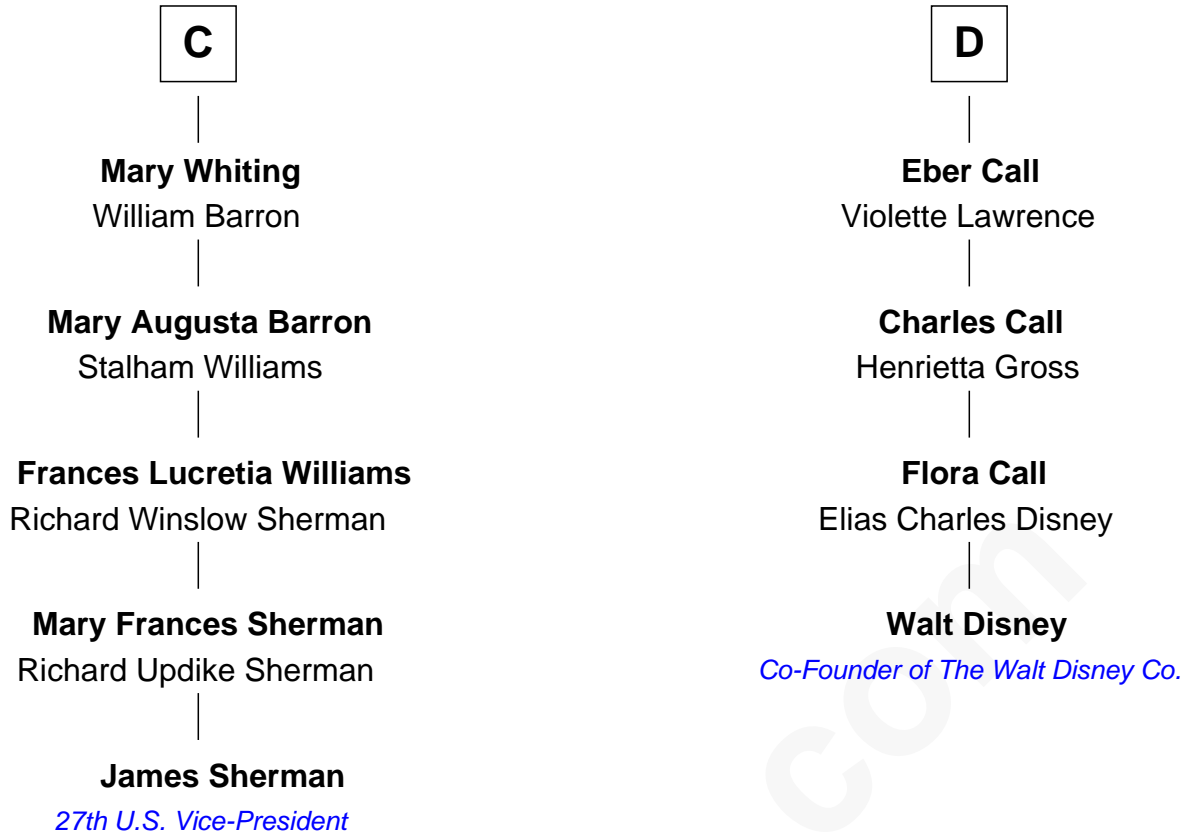 C
Mary Whiting
William Barron
Mary Augusta Barron
Stalham Williams
Frances Lucretia Williams
Richard Winslow Sherman
Mary Frances Sherman
Richard Updike Sherman
James Sherman
27th U.S. Vice-President
D
Eber Call
Violette Lawrence
Charles Call
Henrietta Gross
Flora Call
Elias Charles Disney
Walt Disney
Co-Founder of The Walt Disney Co.
com